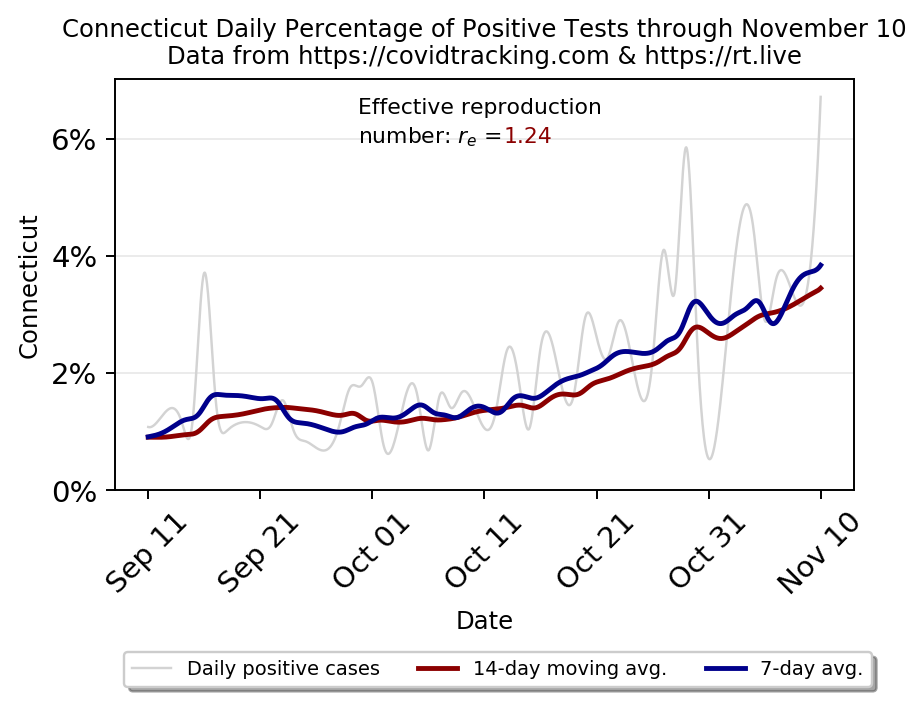 Connecticut Daily Percentage of Positive Tests through November 10
Data from https://covidtracking.com & https://rt.live
Effective reproduction
number: rₑ =1.24
6%
4%
2%
0%
Connecticut
Sep 11
Sep 21
Oct 01
Oct 11
Oct 21
Oct 31
Nov 10
Date
Daily positive cases
14-day moving avg.
7-day avg.